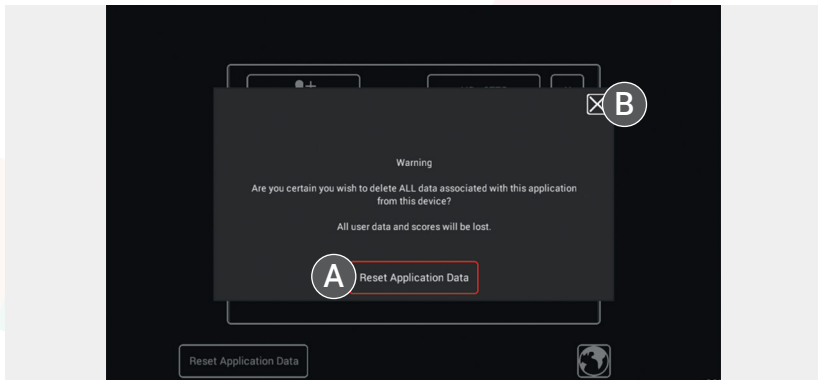 B
Warning
Are you certain you wish to delete ALL data associated with this application
from this device?
All user data and scores will be lost.
A
Reset Application Data
Reset Application Data